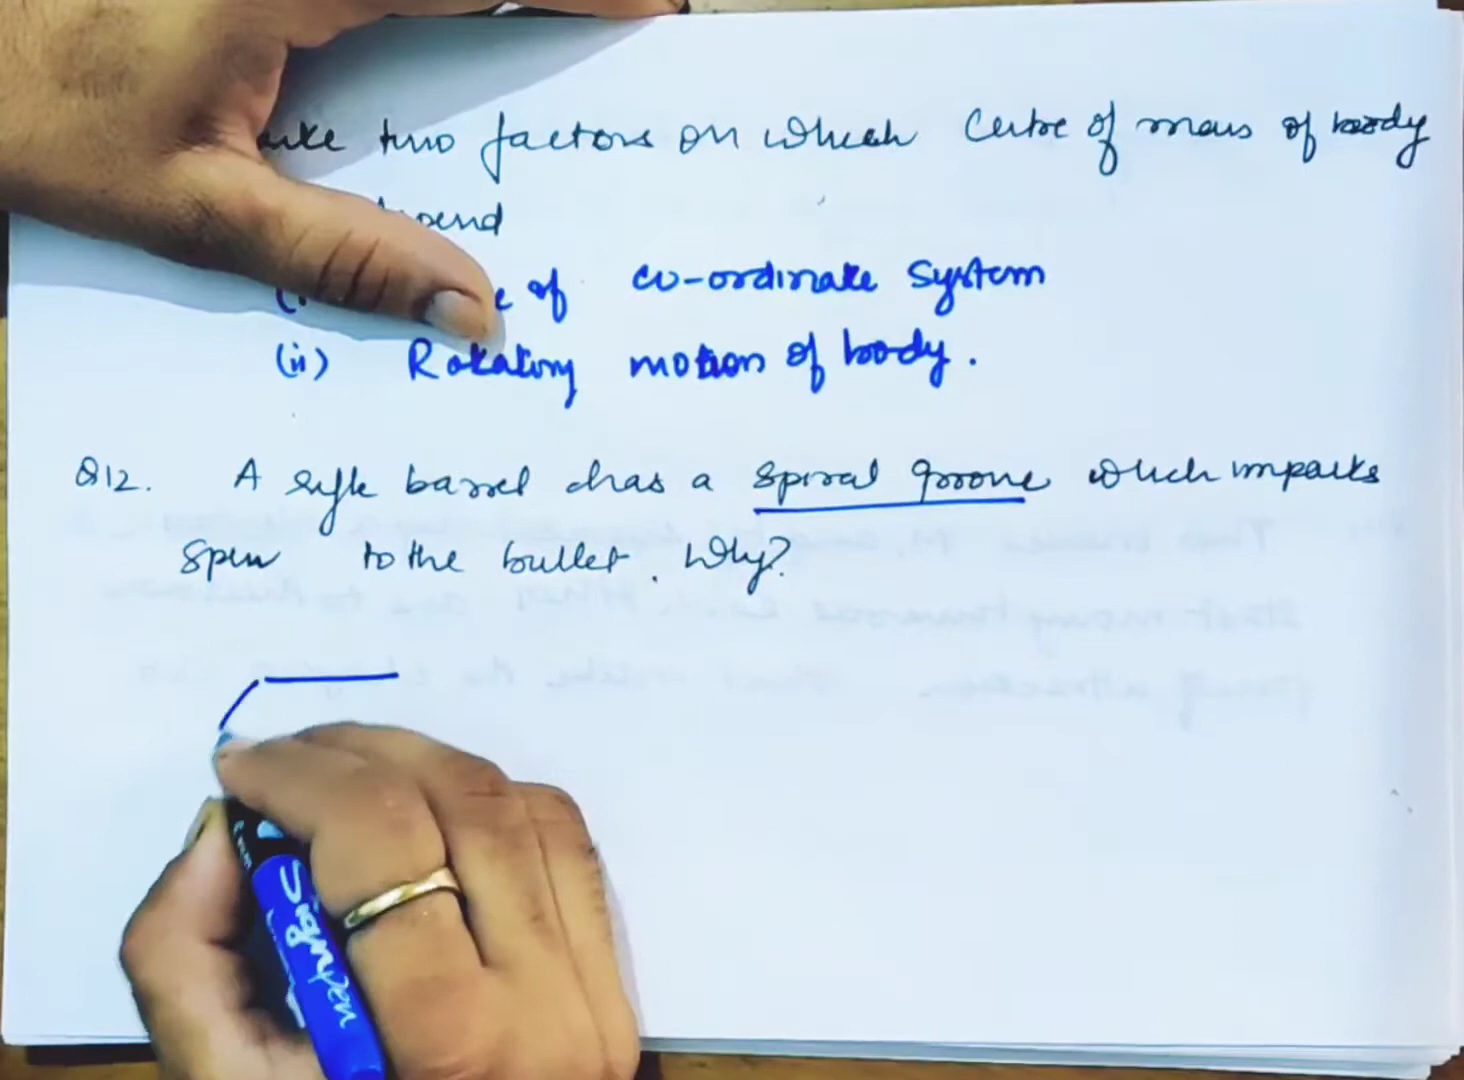 two factors on which Centre of mass of body
(i) of co-ordinate System
(ii) Rotatory motion of body.
Q12. A rifle barrel has a spiral groove which imparts
spin to the bullet. Why?